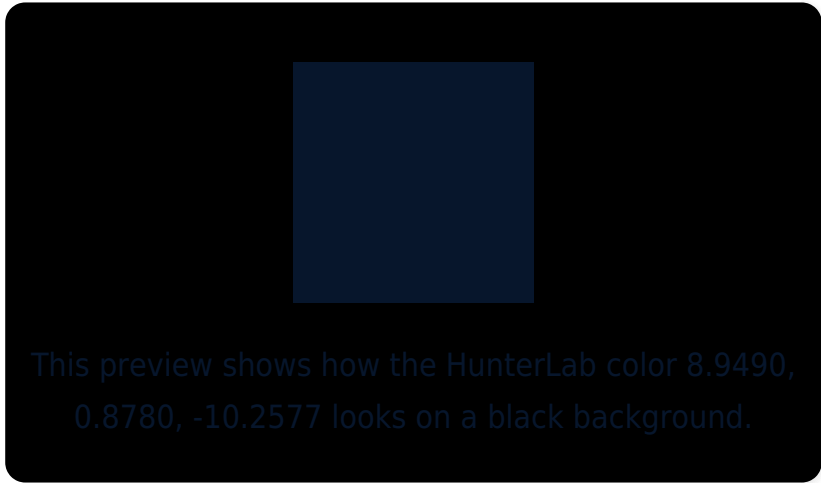 This preview shows how the HunterLab color 8.9490,
0.8780, -10.2577 looks on a black background.